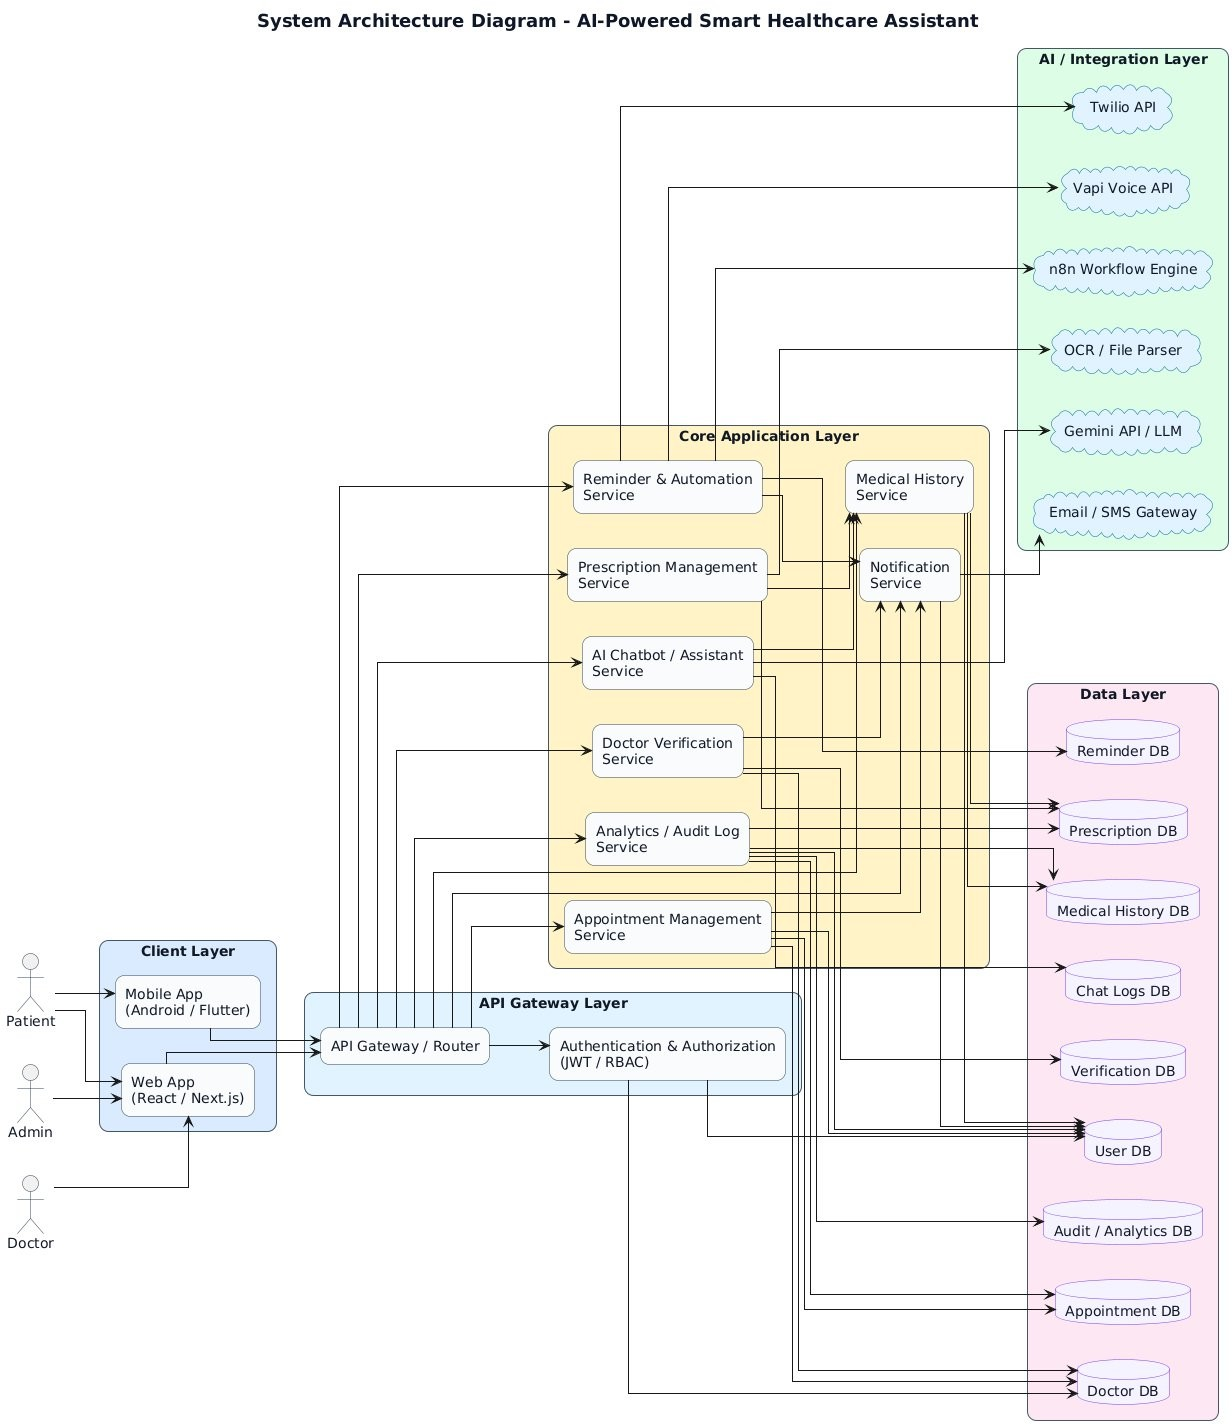 System Architecture Diagram - AI-Powered Smart Healthcare Assistant
AI / Integration Layer
Twilio API
Vapi Voice API
n8n Workflow Engine
OCR / File Parser
Gemini API / LLM
Email / SMS Gateway
Core Application Layer
Reminder & Automation
Service
Medical History
Service
Prescription Management
Service
Notification
Service
AI Chatbot / Assistant
Service
Doctor Verification
Service
Analytics / Audit Log
Service
Appointment Management
Service
Data Layer
Reminder DB
Prescription DB
Medical History DB
Chat Logs DB
Verification DB
User DB
Audit / Analytics DB
Appointment DB
Doctor DB
Client Layer
Mobile App
(Android / Flutter)
Web App
(React / Next.js)
API Gateway Layer
API Gateway / Router
Authentication & Authorization
(JWT / RBAC)
Patient
Admin
Doctor